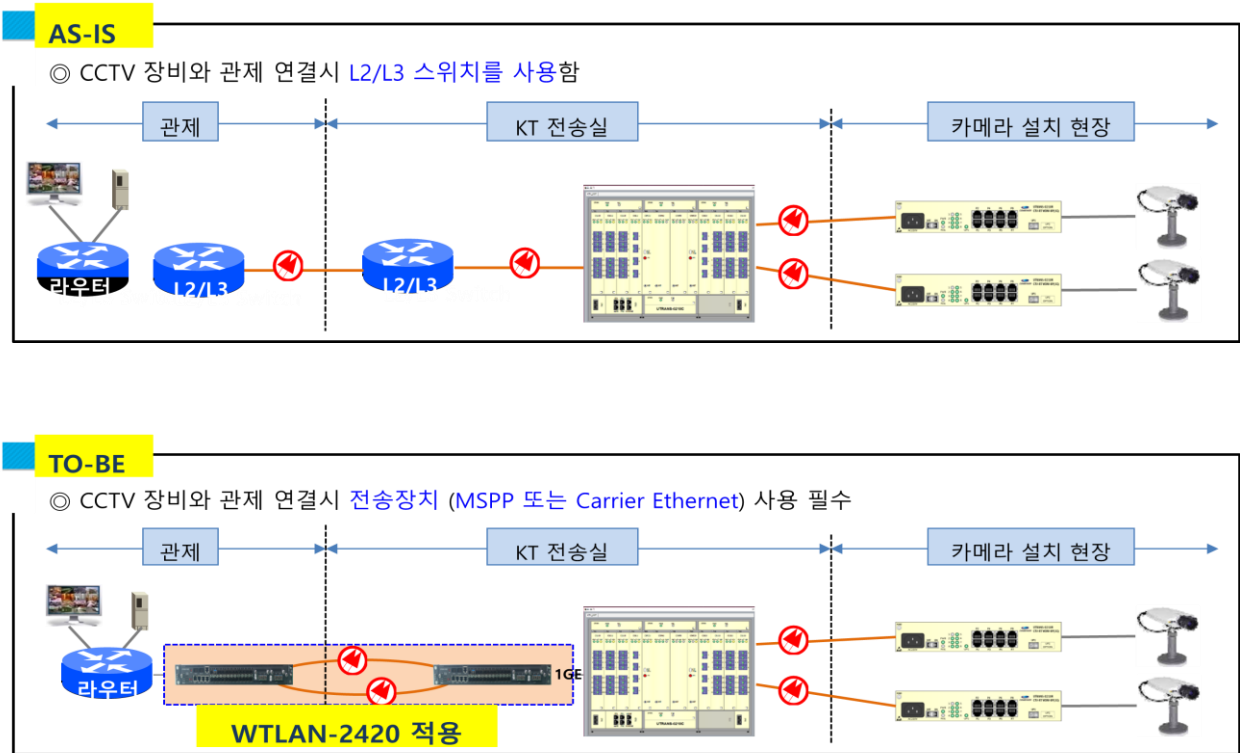 AS-IS
◎ CCTV 장비와 관제 연결시 L2/L3 스위치를 사용함
관제
KT 전송실
카메라 설치 현장
라우터
L2/L3
L2/L3
TO-BE
◎ CCTV 장비와 관제 연결시 전송장치 (MSPP 또는 Carrier Ethernet) 사용 필수
관제
KT 전송실
카메라 설치 현장
라우터
1GE
WTLAN-2420 적용